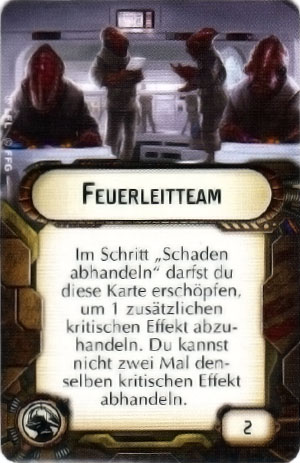 FEUERLEITTEAM
Im Schritt „Schaden
abhandeln“ darfst du
diese Karte erschöpfen,
um 1 zusätzlichen
kritischen Effekt abzu-
handeln. Du kannst
nicht zwei Mal den-
selben kritischen Effekt
abhandeln.
2